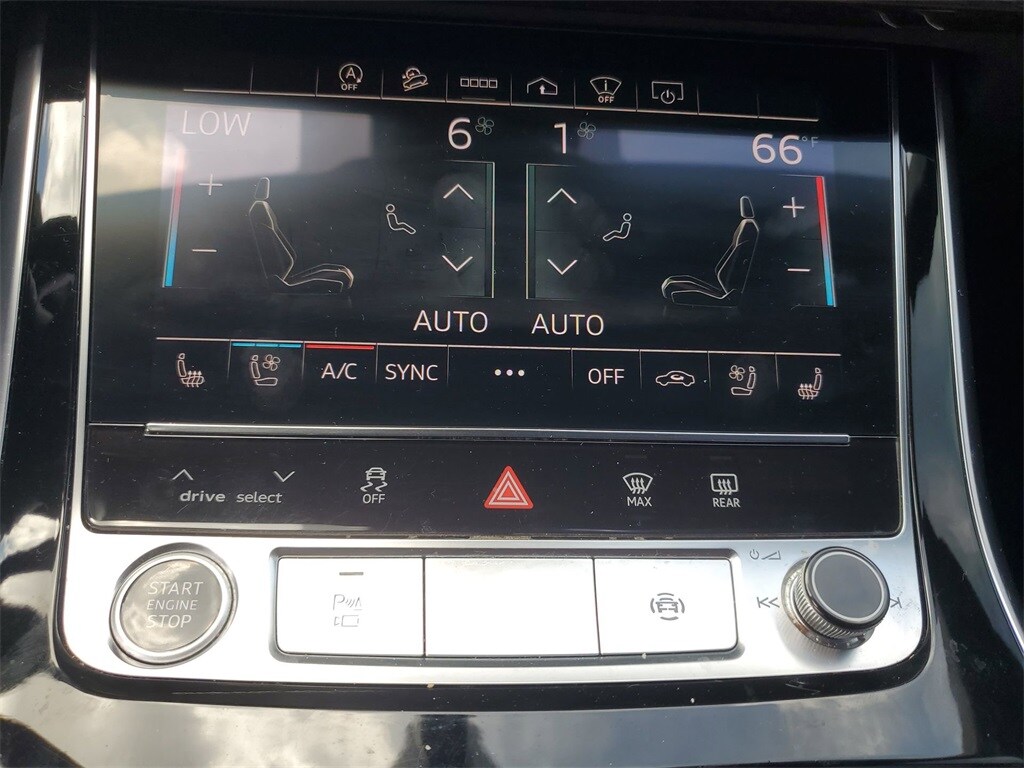 A OFF OFF
LOW 6 1 66°F
+ +
− −
AUTO AUTO
A/C SYNC ••• OFF
drive select OFF MAX REAR
START
ENGINE
STOP
P